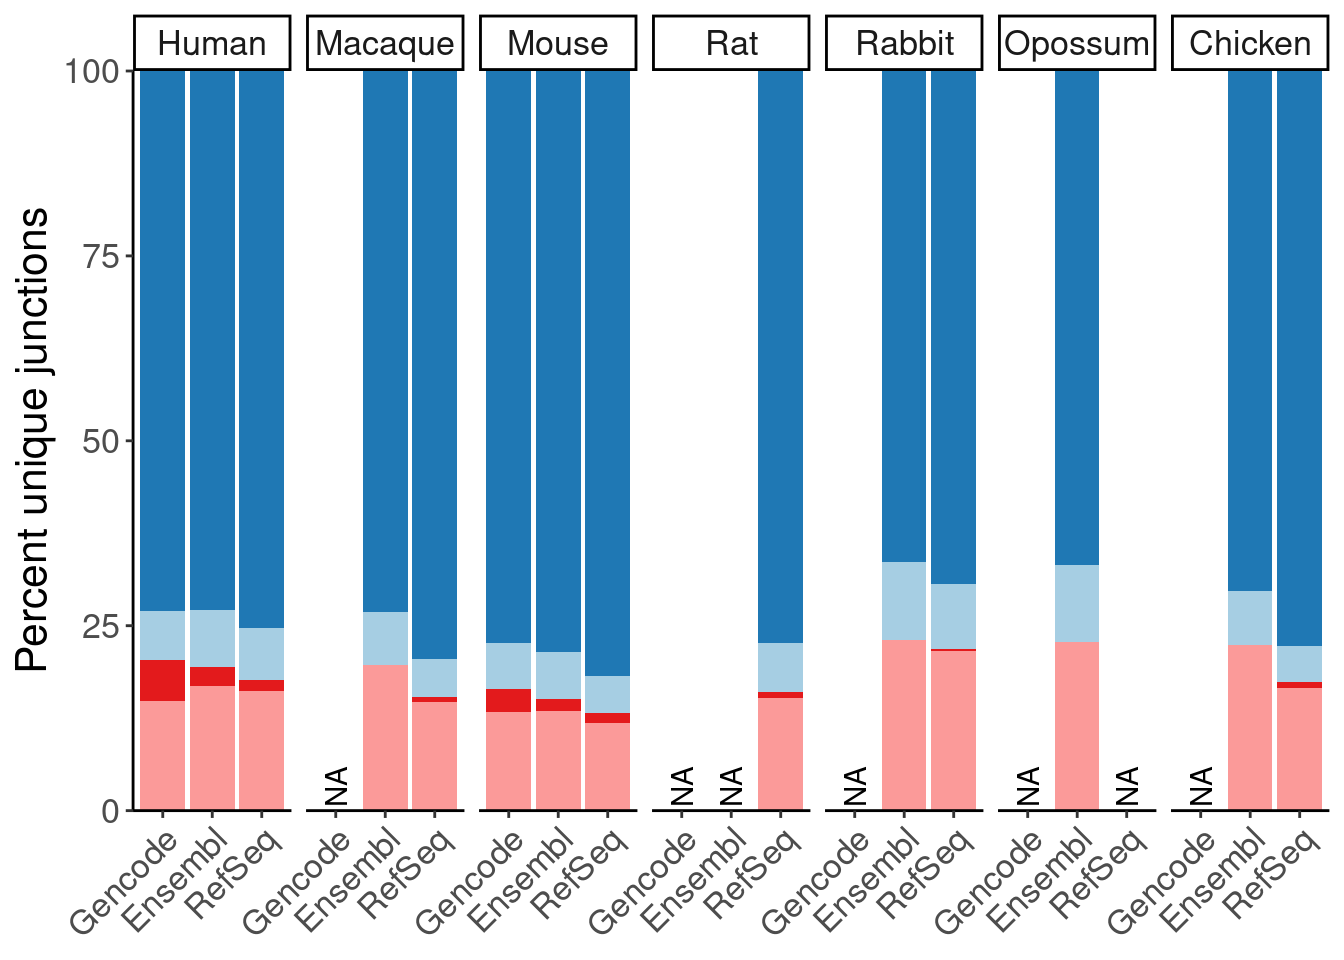 Human Macaque Mouse Rat Rabbit Opossum Chicken
Percent unique junctions
100
75
50
25
0
NA NA NA NA NA NA NA
Gencode Ensembl RefSeq Gencode Ensembl RefSeq Gencode Ensembl RefSeq Gencode Ensembl RefSeq Gencode Ensembl RefSeq Gencode Ensembl RefSeq Gencode Ensembl RefSeq